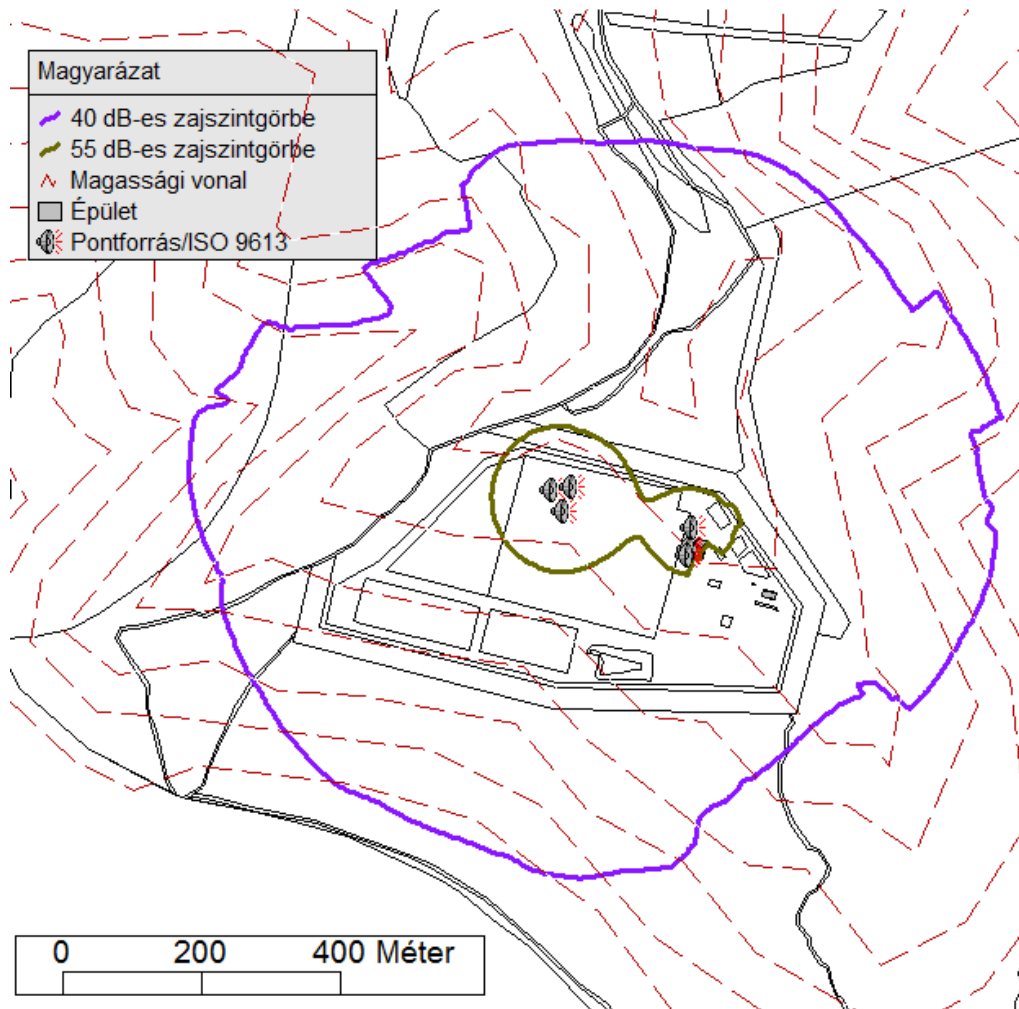 Magyarázat
40 dB-es zajszintgörbe
55 dB-es zajszintgörbe
Magassági vonal
Épület
Pontforrás/ISO 9613
0 200 400 Méter